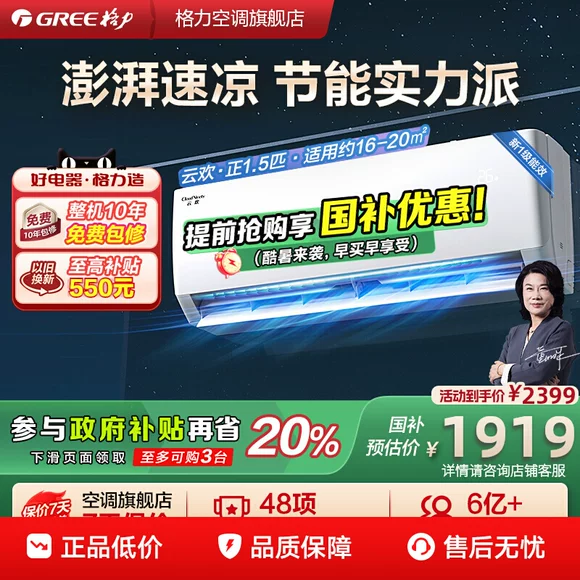 GREE 格力
格力空调旗舰店
澎湃速凉 节能实力派
云欢·正1.5匹·适用约16-20m²
新1级能效
好电器·格力造
免费
10年包修
整机10年
免费包修
以旧
换新
至高补贴
550元
提前抢购享 国补优惠!
(酷暑来袭,早买早享受)
活动到手价 ¥2399
参与政府补贴再省 20%
下滑页面领取 至多可购3台
国补
预估价 ¥1919
详情请咨询店铺客服
保价7天
空调旗舰店
48项
6亿+
正品低价
品质保障
售后无忧